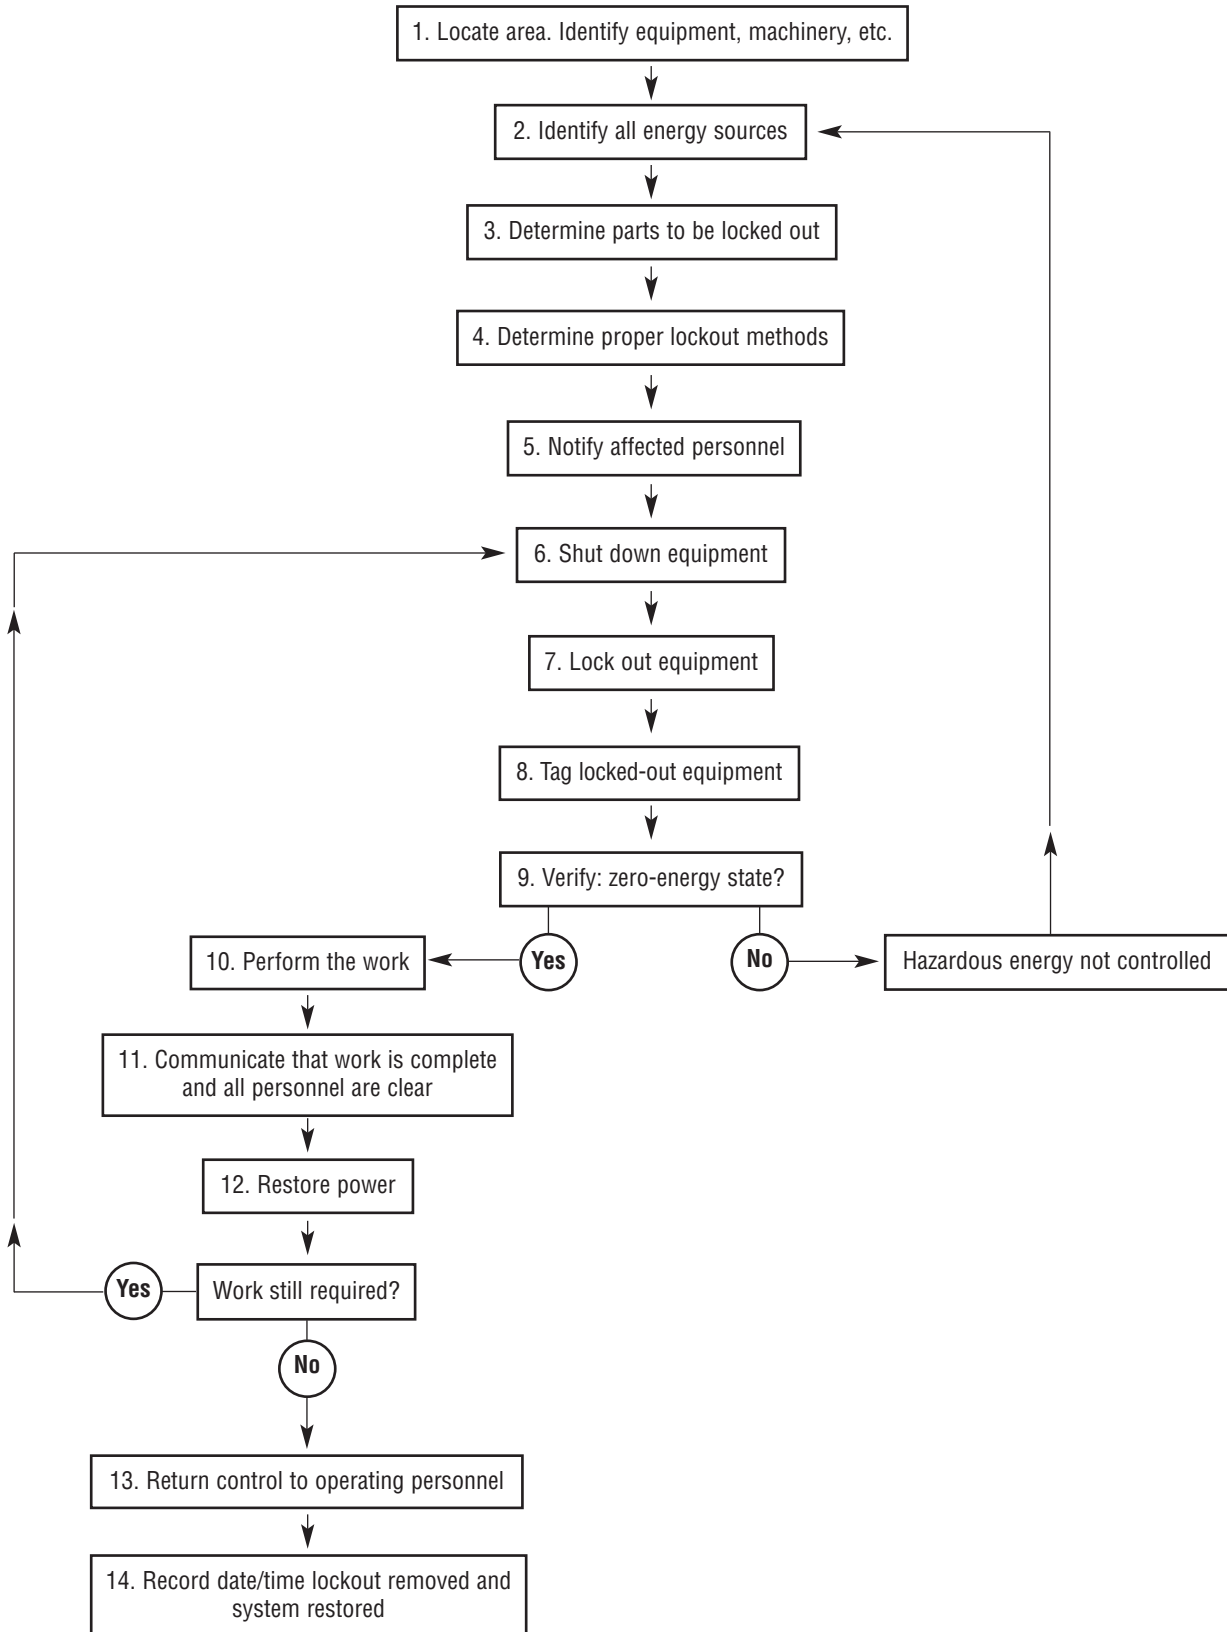 1. Locate area. Identify equipment, machinery, etc.
2. Identify all energy sources
3. Determine parts to be locked out
4. Determine proper lockout methods
5. Notify affected personnel
6. Shut down equipment
7. Lock out equipment
8. Tag locked-out equipment
9. Verify: zero-energy state?
10. Perform the work
Yes
No
Hazardous energy not controlled
11. Communicate that work is complete
and all personnel are clear
12. Restore power
Yes
Work still required?
No
13. Return control to operating personnel
14. Record date/time lockout removed and
system restored